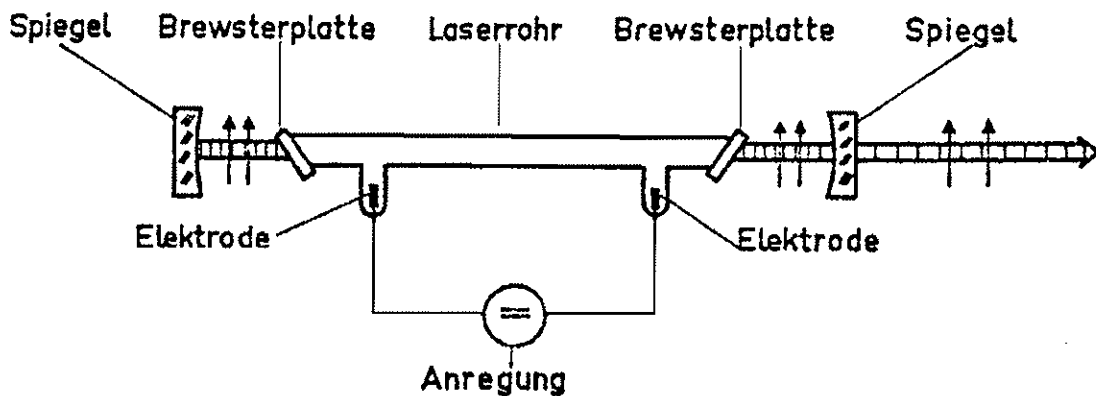 Spiegel Brewsterplatte Laserrohr Brewsterplatte Spiegel
Elektrode Elektrode
Anregung